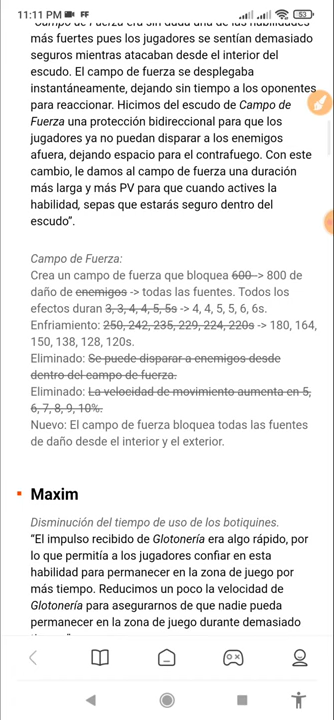 11:11 PM FF 53
Campo de Fuerza era sin duda una de las habilidades
más fuertes pues los jugadores se sentían demasiado
seguros mientras atacaban desde el interior del
escudo. El campo de fuerza se desplegaba
instantáneamente, dejando sin tiempo a los oponentes
para reaccionar. Hicimos del escudo de Campo de
Fuerza una protección bidireccional para que los
jugadores ya no puedan disparar a los enemigos
afuera, dejando espacio para el contrafuego. Con este
cambio, le damos al campo de fuerza una duración
más larga y más PV para que cuando actives la
habilidad, sepas que estarás seguro dentro del
escudo”.
Campo de Fuerza:
Crea un campo de fuerza que bloquea 600 -> 800 de
daño de enemigos -> todas las fuentes. Todos los
efectos duran 3, 3, 4, 4, 5, 5s -> 4, 4, 5, 5, 6, 6s.
Enfriamiento: 250, 242, 235, 229, 224, 220s -> 180, 164,
150, 138, 128, 120s.
Eliminado: Se puede disparar a enemigos desde
dentro del campo de fuerza.
Eliminado: La velocidad de movimiento aumenta en 5,
6, 7, 8, 9, 10%.
Nuevo: El campo de fuerza bloquea todas las fuentes
de daño desde el interior y el exterior.
Maxim
Disminución del tiempo de uso de los botiquines.
“El impulso recibido de Glotonería era algo rápido, por
lo que permitía a los jugadores confiar en esta
habilidad para permanecer en la zona de juego por
más tiempo. Reducimos un poco la velocidad de
Glotonería para asegurarnos de que nadie pueda
permanecer en la zona de juego durante demasiado